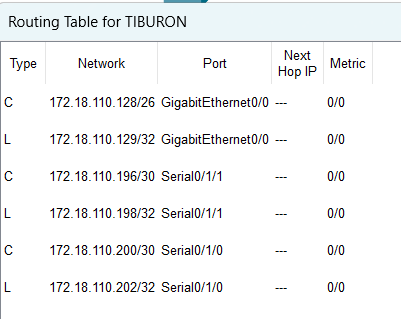 Routing Table for TIBURON
Type Network Port Next Hop IP Metric
C 172.18.110.128/26 GigabitEthernet0/0 --- 0/0
L 172.18.110.129/32 GigabitEthernet0/0 --- 0/0
C 172.18.110.196/30 Serial0/1/1 --- 0/0
L 172.18.110.198/32 Serial0/1/1 --- 0/0
C 172.18.110.200/30 Serial0/1/0 --- 0/0
L 172.18.110.202/32 Serial0/1/0 --- 0/0